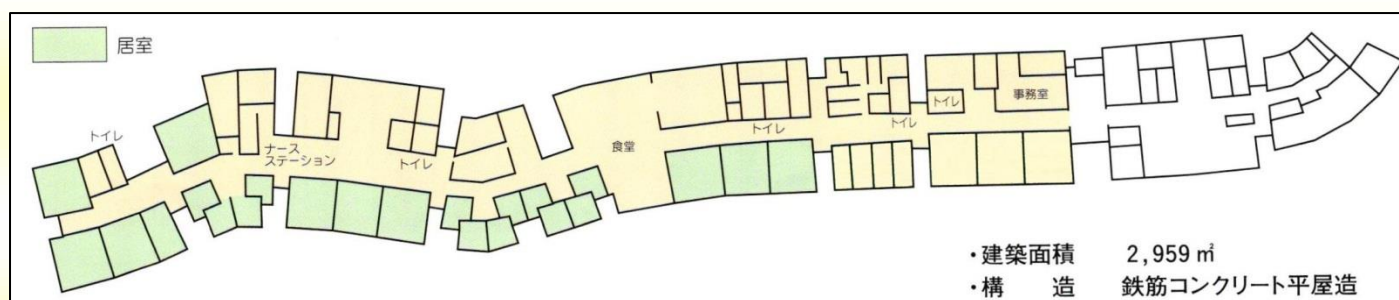 居室
トイレ
ナース
ステーション
トイレ
食堂
トイレ
トイレ
トイレ
事務室
・建築面積 2,959㎡
・構 造 鉄筋コンクリート平屋造